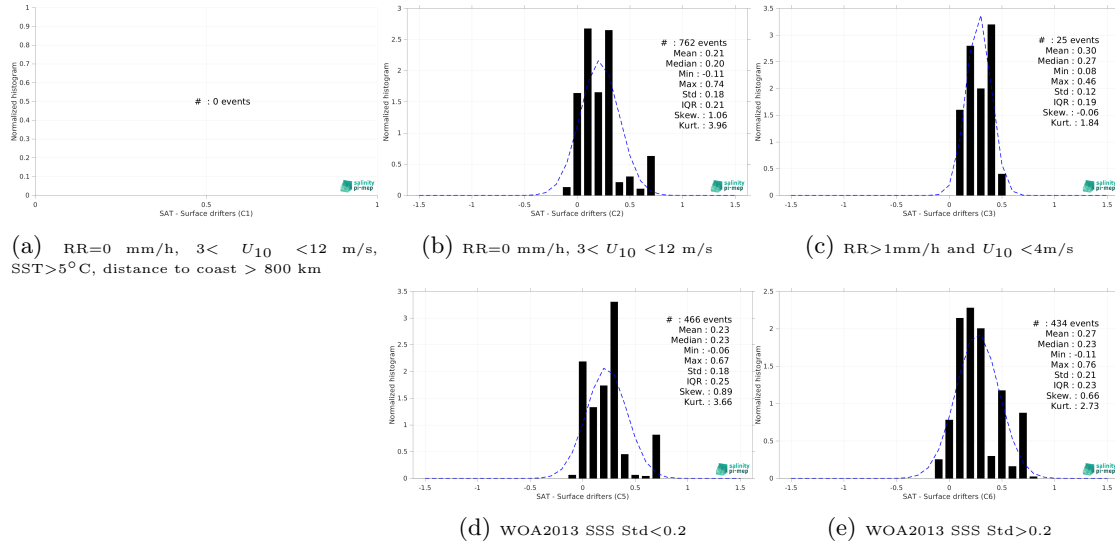 1
0.9
0.8
0.7
0.6
0.5
0.4
0.3
0.2
0.1
0
Normalized histogram
# : 0 events
0 0.5 1
SAT - Surface drifters (C1)
salinity
pi-mep
(a) RR=0 mm/h, 3< U10 <12 m/s,
SST>5°C, distance to coast > 800 km
3
2.5
2
1.5
1
0.5
0
Normalized histogram
# : 762 events
Mean : 0.21
Median : 0.20
Min : -0.11
Max : 0.74
Std : 0.18
IQR : 0.21
Skew. : 1.06
Kurt. : 3.96
-1.5 -1 -0.5 0 0.5 1 1.5
SAT - Surface drifters (C2)
salinity
pi-mep
(b) RR=0 mm/h, 3< U10 <12 m/s
3.5
3
2.5
2
1.5
1
0.5
0
Normalized histogram
# : 25 events
Mean : 0.30
Median : 0.27
Min : 0.08
Max : 0.46
Std : 0.12
IQR : 0.19
Skew. : -0.06
Kurt. : 1.84
-1.5 -1 -0.5 0 0.5 1 1.5
SAT - Surface drifters (C3)
salinity
pi-mep
(c) RR>1mm/h and U10 <4m/s
3.5
3
2.5
2
1.5
1
0.5
0
Normalized histogram
# : 466 events
Mean : 0.23
Median : 0.23
Min : -0.06
Max : 0.67
Std : 0.18
IQR : 0.25
Skew. : 0.89
Kurt. : 3.66
-1.5 -1 -0.5 0 0.5 1 1.5
SAT - Surface drifters (C5)
salinity
pi-mep
(d) WOA2013 SSS Std<0.2
2.5
2
1.5
1
0.5
0
Normalized histogram
# : 434 events
Mean : 0.27
Median : 0.23
Min : -0.11
Max : 0.76
Std : 0.21
IQR : 0.23
Skew. : 0.66
Kurt. : 2.73
-1.5 -1 -0.5 0 0.5 1 1.5
SAT - Surface drifters (C6)
salinity
pi-mep
(e) WOA2013 SSS Std>0.2